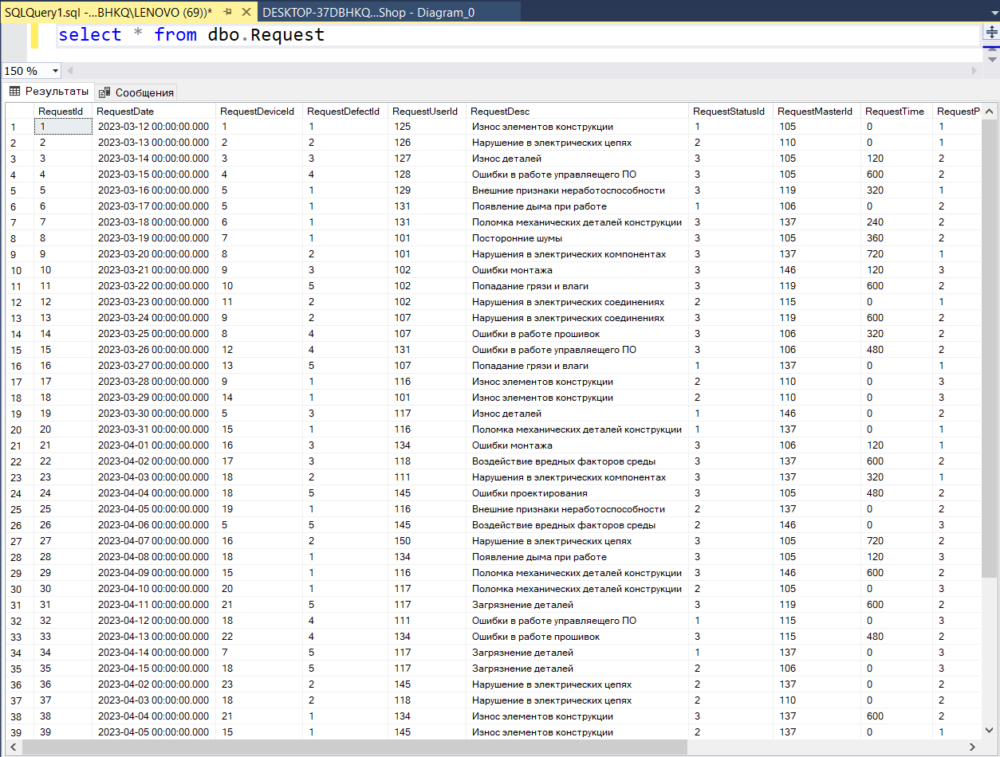 SQLQuery1.sql -...BHKQ\LENOVO (69))* DESKTOP-37DBHKQ...Shop - Diagram_0
select * from dbo.Request
150 %
Результаты Сообщения
RequestId RequestDate RequestDeviceId RequestDefectId RequestUserId RequestDesc RequestStatusId RequestMasterId RequestTime RequestP
1 1 2023-03-12 00:00:00.000 1 1 125 Износ элементов конструкции 1 105 0 1
2 2 2023-03-13 00:00:00.000 2 2 126 Нарушение в электрических цепях 2 110 0 1
3 3 2023-03-14 00:00:00.000 3 3 127 Износ деталей 3 105 120 2
4 4 2023-03-15 00:00:00.000 4 4 128 Ошибки в работе управляещего ПО 3 105 600 2
5 5 2023-03-16 00:00:00.000 5 1 129 Внешние признаки неработоспособности 3 119 320 1
6 6 2023-03-17 00:00:00.000 5 1 131 Появление дыма при работе 1 106 0 2
7 7 2023-03-18 00:00:00.000 6 1 131 Поломка механических деталей конструкции 3 137 240 2
8 8 2023-03-19 00:00:00.000 7 1 101 Посторонние шумы 3 105 360 2
9 9 2023-03-20 00:00:00.000 8 2 101 Нарушения в электрических компонентах 3 137 720 1
10 10 2023-03-21 00:00:00.000 9 3 102 Ошибки монтажа 3 146 120 3
11 11 2023-03-22 00:00:00.000 10 5 102 Попадание грязи и влаги 3 119 600 2
12 12 2023-03-23 00:00:00.000 11 2 102 Нарушения в электрических соединениях 2 115 0 1
13 13 2023-03-24 00:00:00.000 9 2 107 Нарушения в электрических соединениях 3 119 600 2
14 14 2023-03-25 00:00:00.000 8 4 107 Ошибки в работе прошивок 3 106 320 2
15 15 2023-03-26 00:00:00.000 12 4 131 Ошибки в работе управляещего ПО 3 106 480 2
16 16 2023-03-27 00:00:00.000 13 5 107 Попадание грязи и влаги 1 137 0 1
17 17 2023-03-28 00:00:00.000 9 1 116 Износ элементов конструкции 2 110 0 3
18 18 2023-03-29 00:00:00.000 14 1 101 Износ элементов конструкции 2 110 0 3
19 19 2023-03-30 00:00:00.000 5 3 117 Износ деталей 1 146 0 2
20 20 2023-03-31 00:00:00.000 15 1 116 Поломка механических деталей конструкции 1 137 0 1
21 21 2023-04-01 00:00:00.000 16 3 134 Ошибки монтажа 3 106 120 1
22 22 2023-04-02 00:00:00.000 17 3 118 Воздействие вредных факторов среды 3 137 600 2
23 23 2023-04-03 00:00:00.000 18 2 111 Нарушения в электрических компонентах 3 137 320 1
24 24 2023-04-04 00:00:00.000 18 5 145 Ошибки проектирования 3 105 480 2
25 25 2023-04-05 00:00:00.000 19 1 116 Внешние признаки неработоспособности 2 137 0 2
26 26 2023-04-06 00:00:00.000 5 5 145 Воздействие вредных факторов среды 2 146 0 3
27 27 2023-04-07 00:00:00.000 16 2 150 Нарушение в электрических цепях 3 105 720 2
28 28 2023-04-08 00:00:00.000 18 1 134 Появление дыма при работе 3 105 120 3
29 29 2023-04-09 00:00:00.000 15 1 116 Поломка механических деталей конструкции 3 146 600 2
30 30 2023-04-10 00:00:00.000 20 1 117 Поломка механических деталей конструкции 2 105 0 3
31 31 2023-04-11 00:00:00.000 21 5 117 Загрязнение деталей 3 119 600 2
32 32 2023-04-12 00:00:00.000 18 4 111 Ошибки в работе управляещего ПО 1 115 0 3
33 33 2023-04-13 00:00:00.000 22 4 134 Ошибки в работе прошивок 3 115 480 2
34 34 2023-04-14 00:00:00.000 7 5 117 Загрязнение деталей 1 137 0 3
35 35 2023-04-15 00:00:00.000 18 5 117 Загрязнение деталей 2 106 0 3
36 36 2023-04-02 00:00:00.000 23 2 145 Нарушение в электрических цепях 2 137 0 2
37 37 2023-04-03 00:00:00.000 18 2 118 Нарушение в электрических цепях 2 110 0 2
38 38 2023-04-04 00:00:00.000 21 1 134 Износ элементов конструкции 3 137 600 2
39 39 2023-04-05 00:00:00.000 15 1 145 Износ элементов конструкции 2 137 0 1